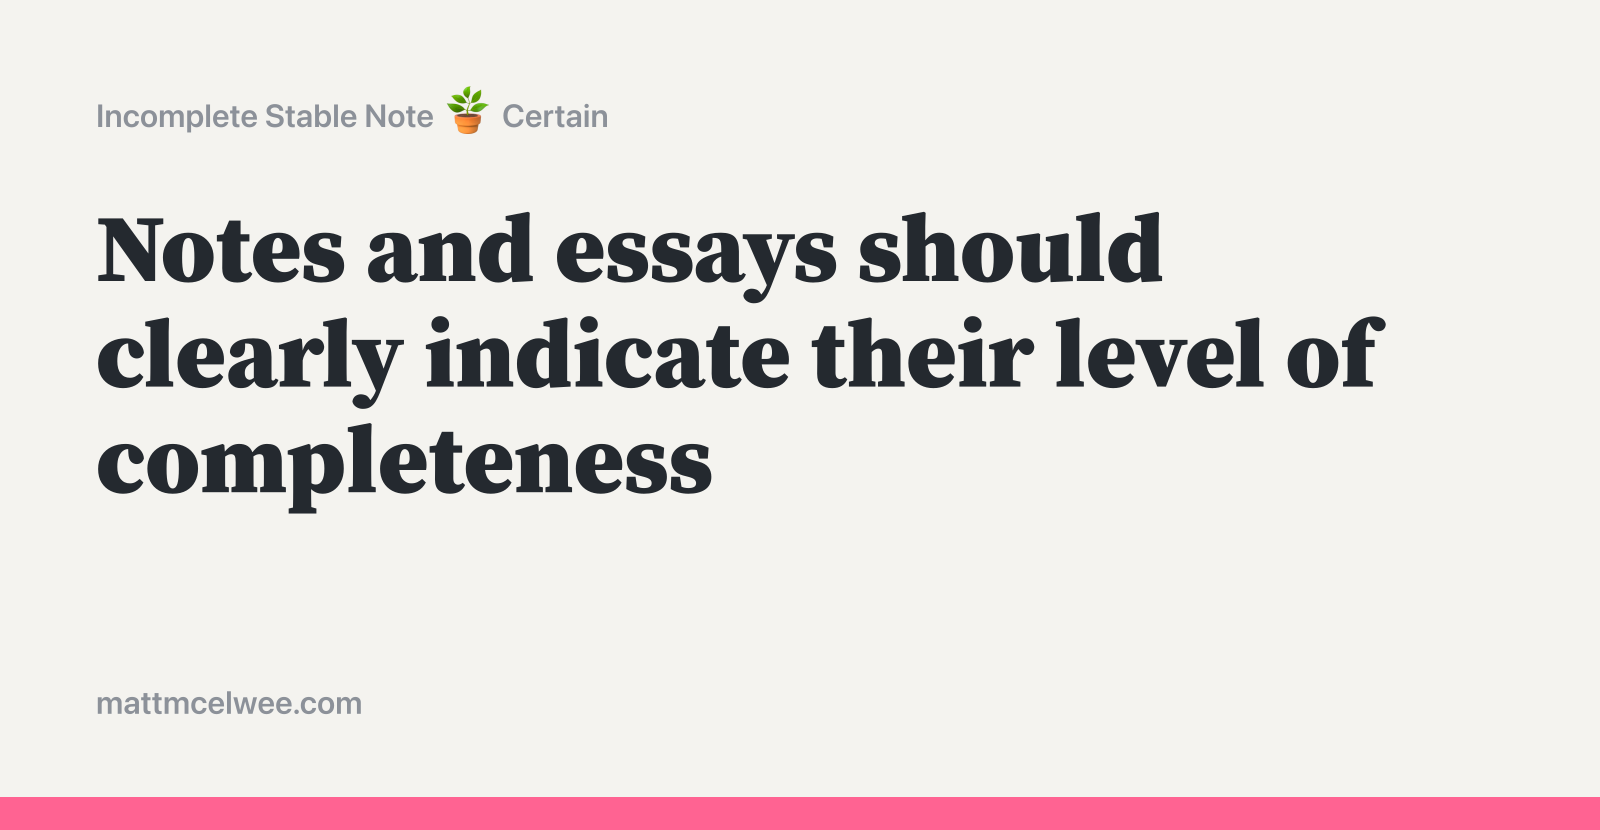 Incomplete Stable Note 🪴 Certain
Notes and essays should
clearly indicate their level of
completeness
mattmcelwee.com